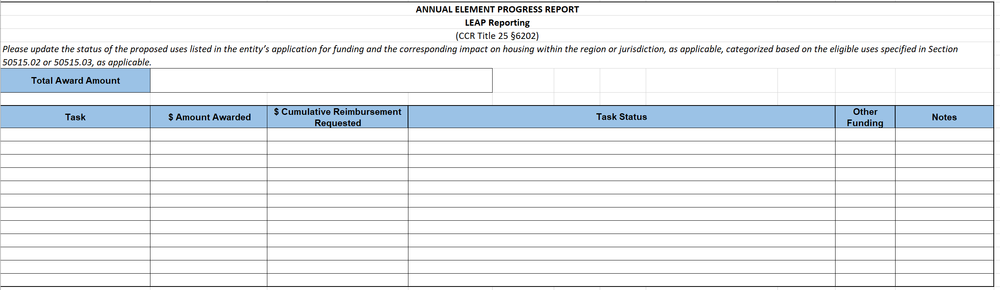 ANNUAL ELEMENT PROGRESS REPORT
LEAP Reporting
(CCR Title 25 §6202)
Please update the status of the proposed uses listed in the entity’s application for funding and the corresponding impact on housing within the region or jurisdiction, as applicable, categorized based on the eligible uses specified in Section
50515.02 or 50515.03, as applicable.
Total Award Amount
Task
$ Amount Awarded
$ Cumulative Reimbursement
Requested
Task Status
Other
Funding
Notes